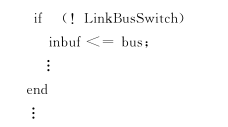 if (! LinkBusSwitch)
inbuf <= bus;
⋮
end
⋮